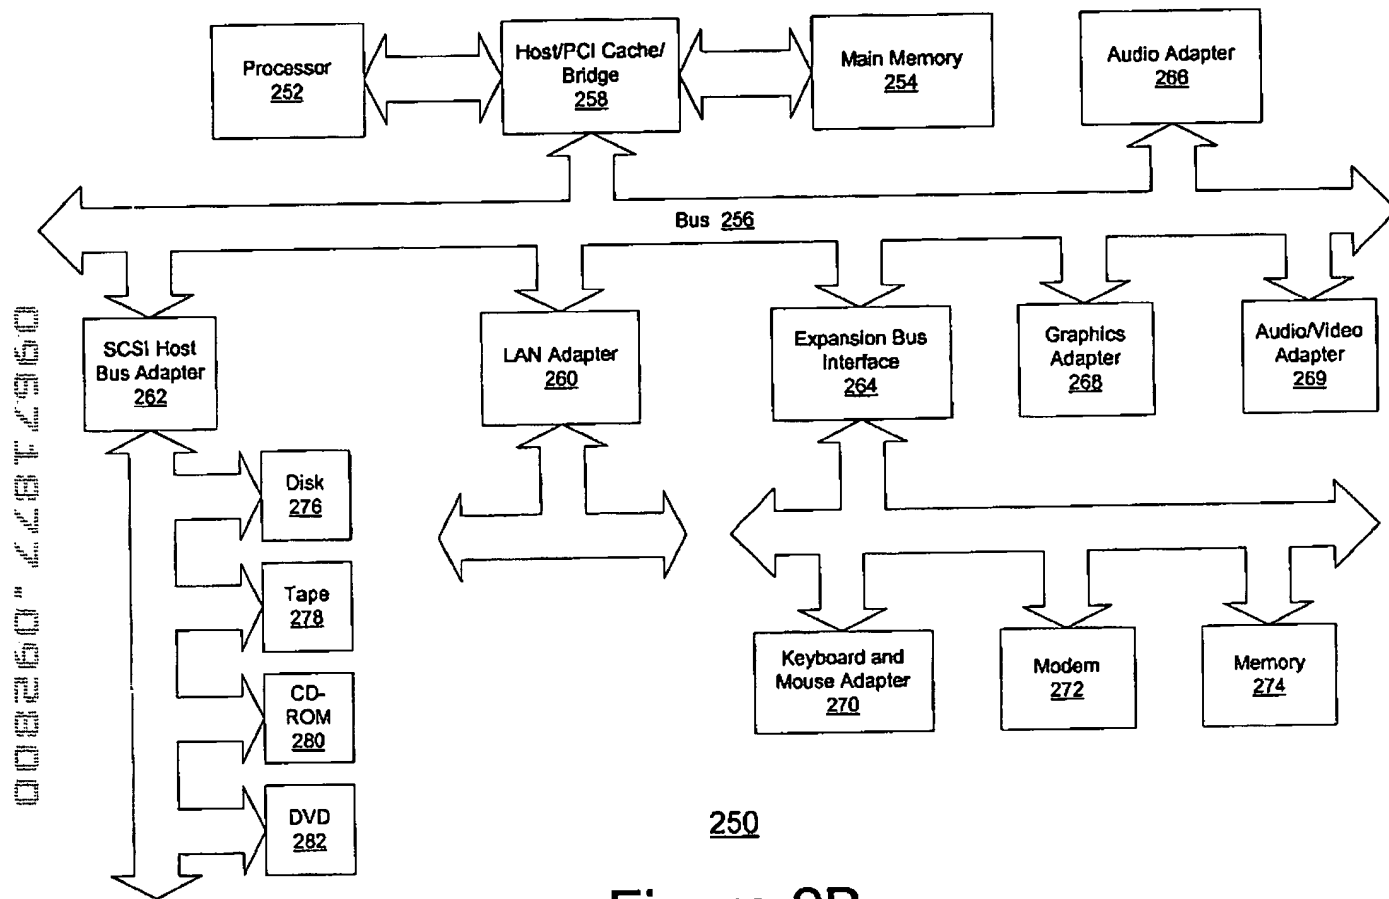 Processor
252
Host/PCI Cache/
Bridge
258
Main Memory
254
Audio Adapter
266
Bus 256
SCSI Host
Bus Adapter
262
LAN Adapter
260
Expansion Bus
Interface
264
Graphics
Adapter
268
Audio/Video
Adapter
269
Disk
276
Tape
278
CD-
ROM
280
DVD
282
Keyboard and
Mouse Adapter
270
Modem
272
Memory
274
250